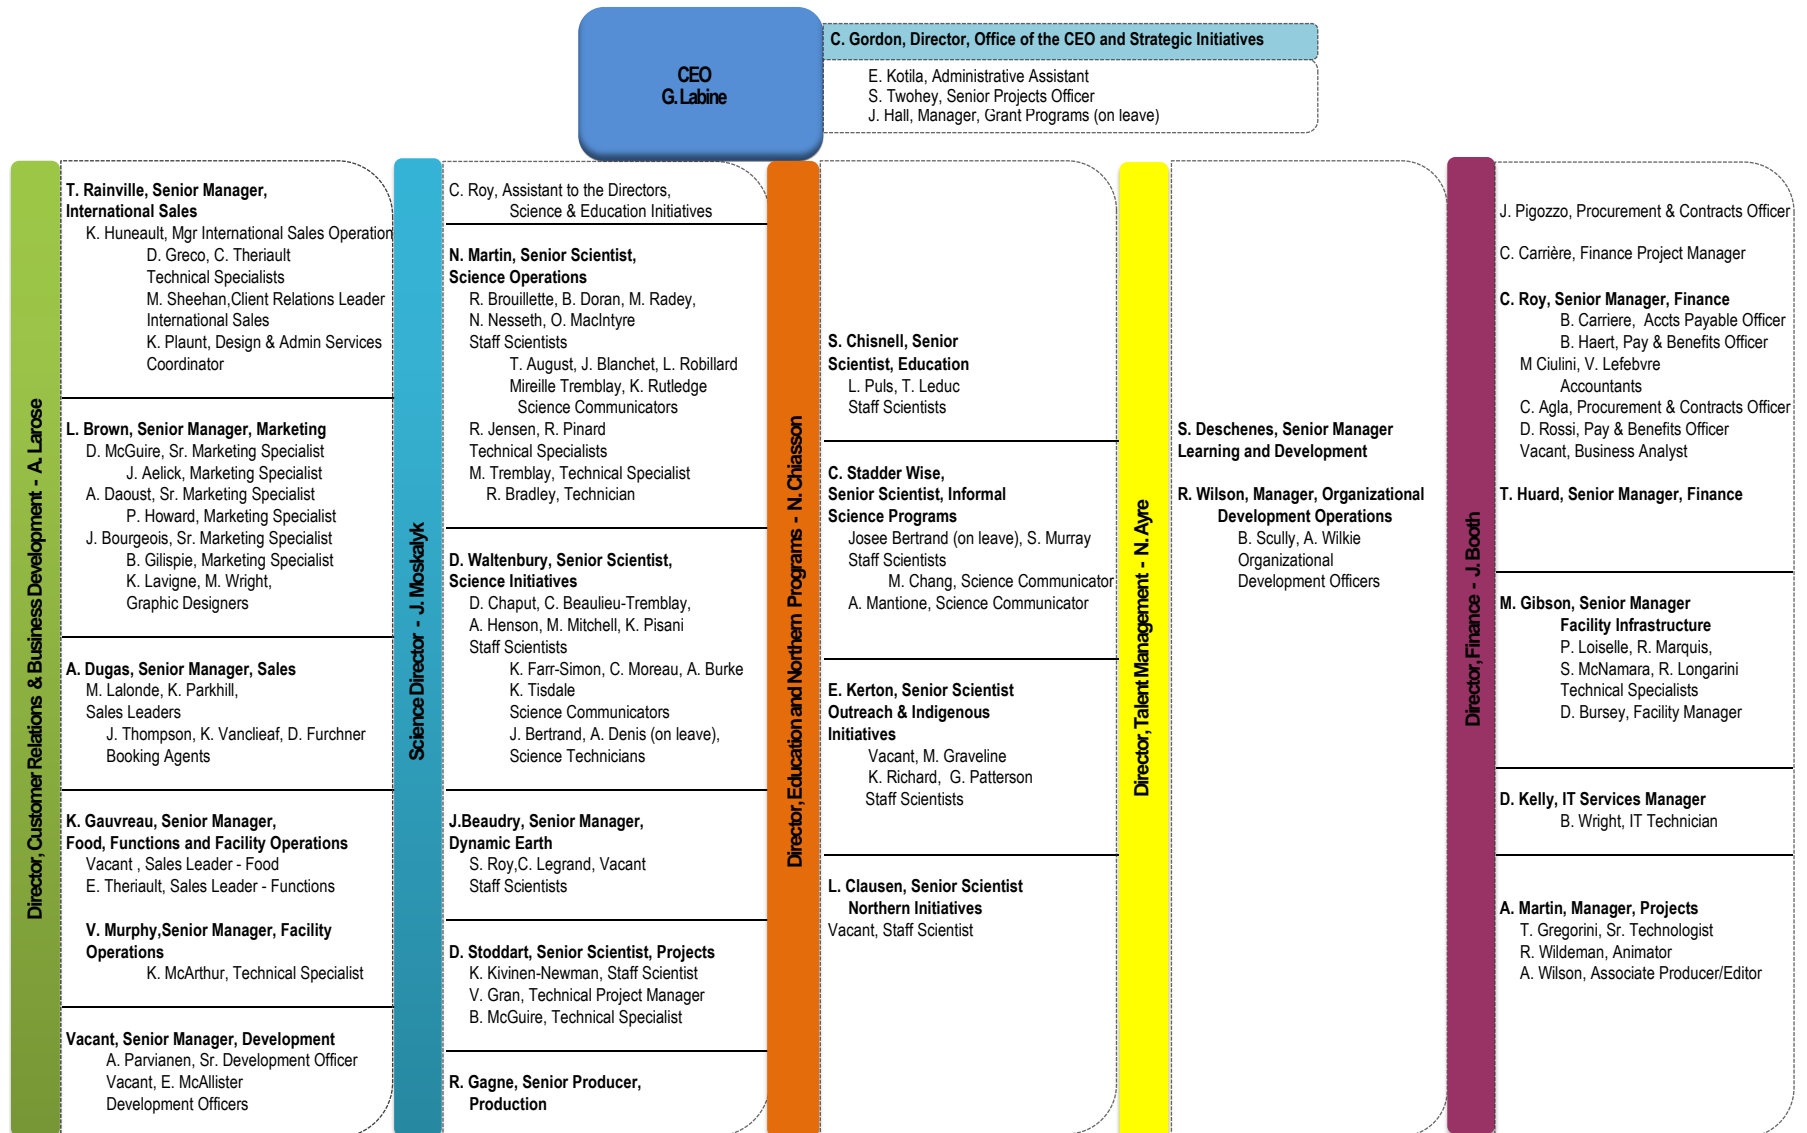 CEO
G. Labine
C. Gordon, Director, Office of the CEO and Strategic Initiatives
E. Kotila, Administrative Assistant
S. Twohey, Senior Projects Officer
J. Hall, Manager, Grant Programs (on leave)
Director, Customer Relations & Business Development - A. Larose
T. Rainville, Senior Manager,
International Sales
K. Huneault, Mgr International Sales Operation
D. Greco, C. Theriault
Technical Specialists
M. Sheehan,Client Relations Leader
International Sales
K. Plaunt, Design & Admin Services
Coordinator
L. Brown, Senior Manager, Marketing
D. McGuire, Sr. Marketing Specialist
J. Aelick, Marketing Specialist
A. Daoust, Sr. Marketing Specialist
P. Howard, Marketing Specialist
J. Bourgeois, Sr. Marketing Specialist
B. Gilispie, Marketing Specialist
K. Lavigne, M. Wright,
Graphic Designers
A. Dugas, Senior Manager, Sales
M. Lalonde, K. Parkhill,
Sales Leaders
J. Thompson, K. Vanclieaf, D. Furchner
Booking Agents
K. Gauvreau, Senior Manager,
Food, Functions and Facility Operations
Vacant , Sales Leader - Food
E. Theriault, Sales Leader - Functions
V. Murphy,Senior Manager, Facility
Operations
K. McArthur, Technical Specialist
Vacant, Senior Manager, Development
A. Parvianen, Sr. Development Officer
Vacant, E. McAllister
Development Officers
Science Director - J. Moskalyk
C. Roy, Assistant to the Directors,
Science & Education Initiatives
N. Martin, Senior Scientist,
Science Operations
R. Brouillette, B. Doran, M. Radey,
N. Nesseth, O. MacIntyre
Staff Scientists
T. August, J. Blanchet, L. Robillard
Mireille Tremblay, K. Rutledge
Science Communicators
R. Jensen, R. Pinard
Technical Specialists
M. Tremblay, Technical Specialist
R. Bradley, Technician
D. Waltenbury, Senior Scientist,
Science Initiatives
D. Chaput, C. Beaulieu-Tremblay,
A. Henson, M. Mitchell, K. Pisani
Staff Scientists
K. Farr-Simon, C. Moreau, A. Burke
K. Tisdale
Science Communicators
J. Bertrand, A. Denis (on leave),
Science Technicians
J.Beaudry, Senior Manager,
Dynamic Earth
S. Roy,C. Legrand, Vacant
Staff Scientists
D. Stoddart, Senior Scientist, Projects
K. Kivinen-Newman, Staff Scientist
V. Gran, Technical Project Manager
B. McGuire, Technical Specialist
R. Gagne, Senior Producer,
Production
Director, Education and Northern Programs - N. Chiasson
S. Chisnell, Senior
Scientist, Education
L. Puls, T. Leduc
Staff Scientists
C. Stadder Wise,
Senior Scientist, Informal
Science Programs
Josee Bertrand (on leave), S. Murray
Staff Scientists
M. Chang, Science Communicator
A. Mantione, Science Communicator
E. Kerton, Senior Scientist
Outreach & Indigenous
Initiatives
Vacant, M. Graveline
K. Richard, G. Patterson
Staff Scientists
L. Clausen, Senior Scientist
Northern Initiatives
Vacant, Staff Scientist
Director, Talent Management - N. Ayre
S. Deschenes, Senior Manager
Learning and Development
R. Wilson, Manager, Organizational
Development Operations
B. Scully, A. Wilkie
Organizational
Development Officers
Director, Finance - J. Booth
J. Pigozzo, Procurement & Contracts Officer
C. Carrière, Finance Project Manager
C. Roy, Senior Manager, Finance
B. Carriere, Accts Payable Officer
B. Haert, Pay & Benefits Officer
M Ciulini, V. Lefebvre
Accountants
C. Agla, Procurement & Contracts Officer
D. Rossi, Pay & Benefits Officer
Vacant, Business Analyst
T. Huard, Senior Manager, Finance
M. Gibson, Senior Manager
Facility Infrastructure
P. Loiselle, R. Marquis,
S. McNamara, R. Longarini
Technical Specialists
D. Bursey, Facility Manager
D. Kelly, IT Services Manager
B. Wright, IT Technician
A. Martin, Manager, Projects
T. Gregorini, Sr. Technologist
R. Wildeman, Animator
A. Wilson, Associate Producer/Editor